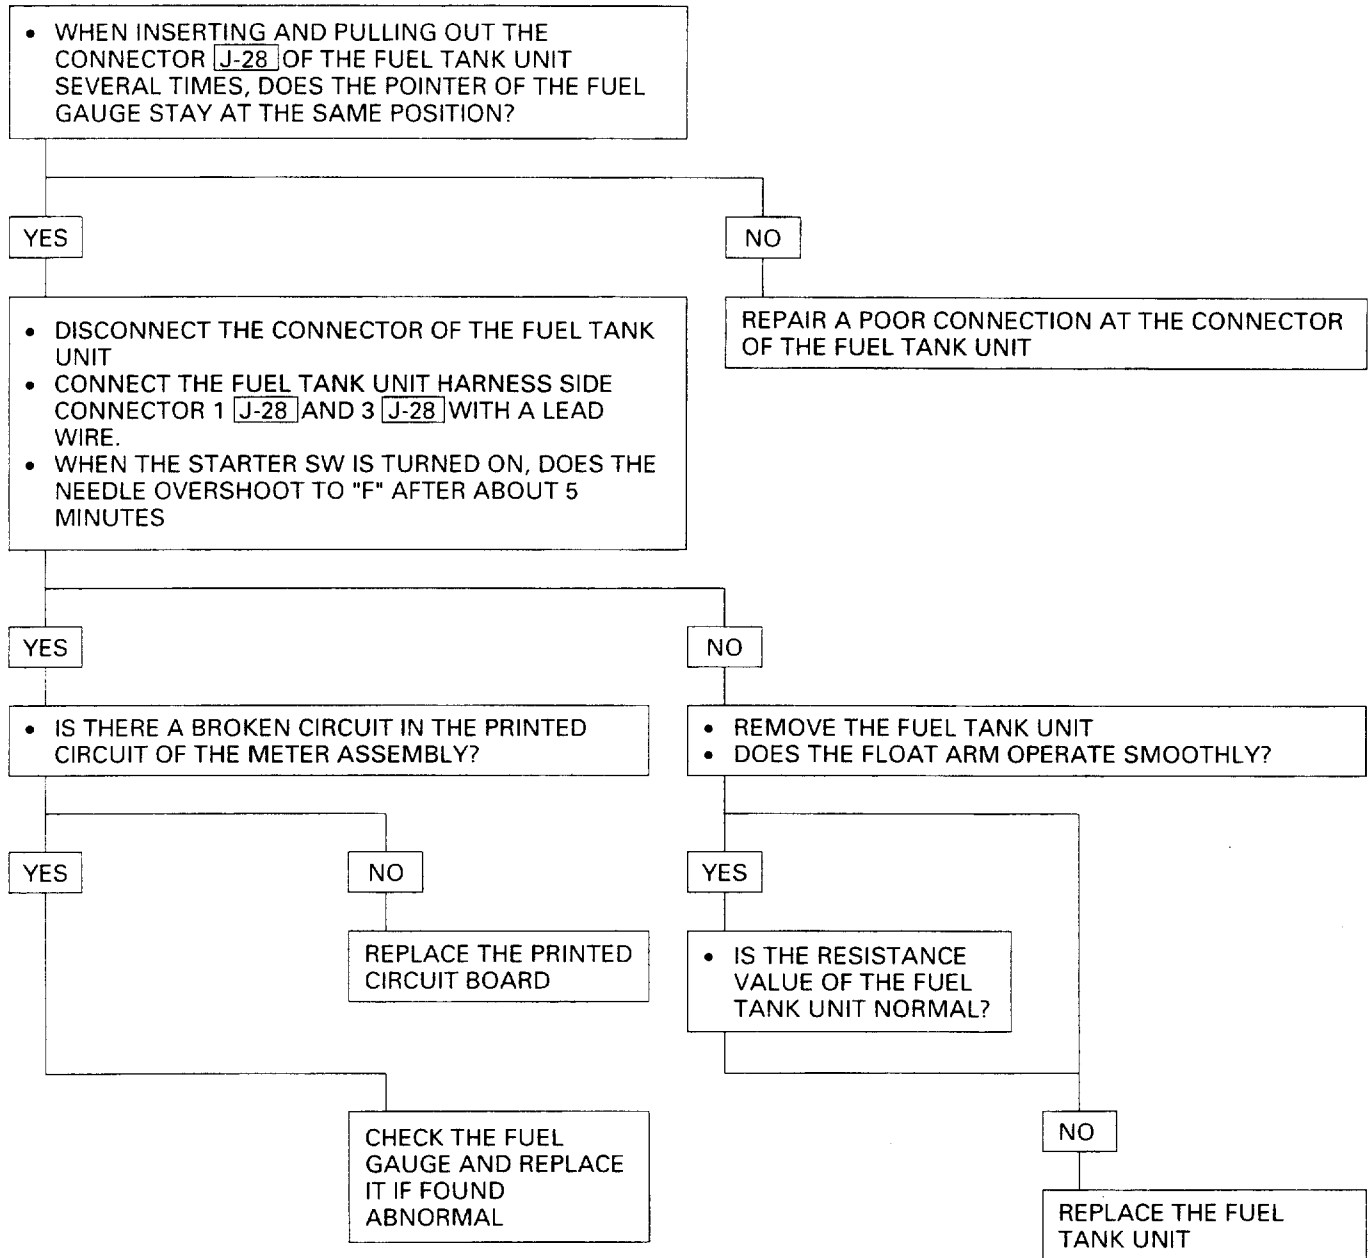 • WHEN INSERTING AND PULLING OUT THE
CONNECTOR J-28 OF THE FUEL TANK UNIT
SEVERAL TIMES, DOES THE POINTER OF THE FUEL
GAUGE STAY AT THE SAME POSITION?
YES
NO
• DISCONNECT THE CONNECTOR OF THE FUEL TANK
UNIT
• CONNECT THE FUEL TANK UNIT HARNESS SIDE
CONNECTOR 1 J-28 AND 3 J-28 WITH A LEAD
WIRE.
• WHEN THE STARTER SW IS TURNED ON, DOES THE
NEEDLE OVERSHOOT TO "F" AFTER ABOUT 5
MINUTES
REPAIR A POOR CONNECTION AT THE CONNECTOR
OF THE FUEL TANK UNIT
YES
NO
• IS THERE A BROKEN CIRCUIT IN THE PRINTED
CIRCUIT OF THE METER ASSEMBLY?
• REMOVE THE FUEL TANK UNIT
• DOES THE FLOAT ARM OPERATE SMOOTHLY?
YES
NO
YES
REPLACE THE PRINTED
CIRCUIT BOARD
• IS THE RESISTANCE
VALUE OF THE FUEL
TANK UNIT NORMAL?
CHECK THE FUEL
GAUGE AND REPLACE
IT IF FOUND
ABNORMAL
NO
REPLACE THE FUEL
TANK UNIT